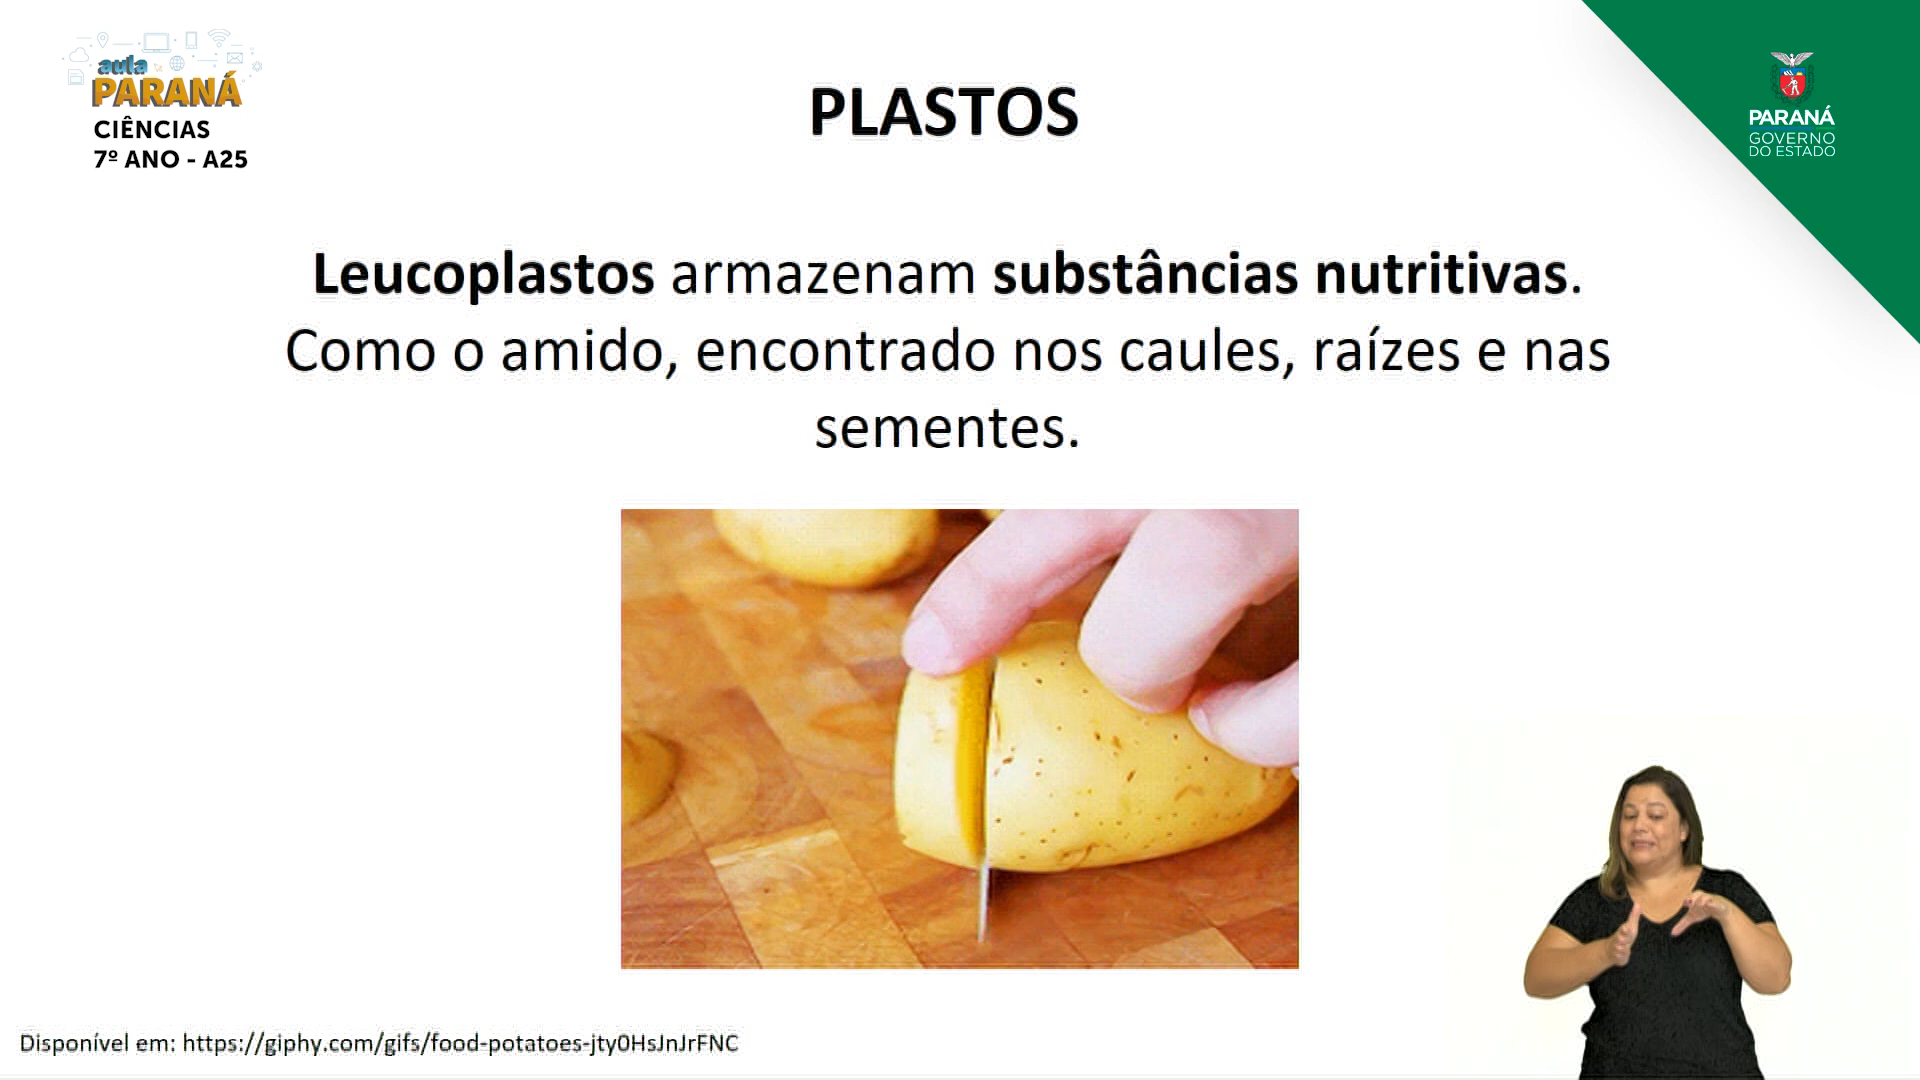 aula
PARANÁ
CIÊNCIAS
7º ANO - A25
PLASTOS
PARANÁ
GOVERNO
DO ESTADO
Leucoplastos armazenam substâncias nutritivas.
Como o amido, encontrado nos caules, raízes e nas
sementes.
Disponível em: https://giphy.com/gifs/food-potatoes-jty0HsJnJrFNC